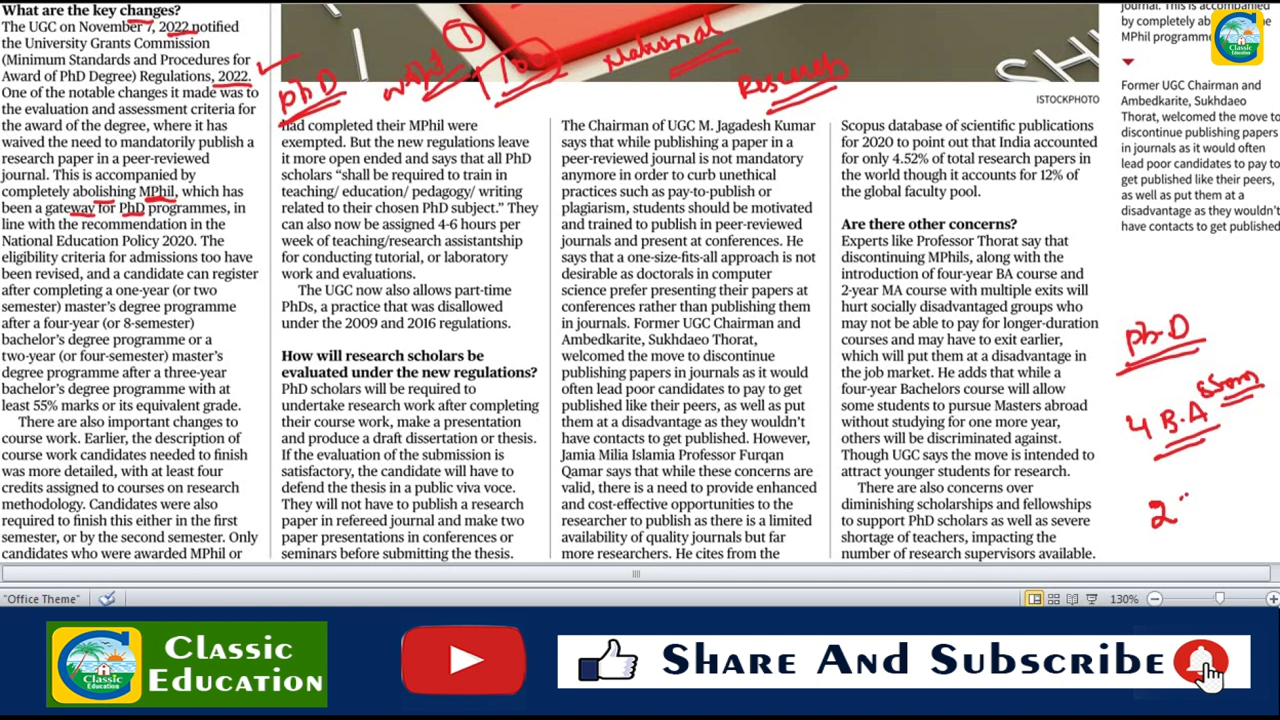 What are the key changes?
The UGC on November 7, 2022 notified
the University Grants Commission
(Minimum Standards and Procedures for
Award of PhD Degree) Regulations, 2022.
One of the notable changes it made was to
the evaluation and assessment criteria for
the award of the degree, where it has
waived the need to mandatorily publish a
research paper in a peer-reviewed
journal. This is accompanied by
completely abolishing MPhil, which has
been a gateway for PhD programmes, in
line with the recommendation in the
National Education Policy 2020. The
eligibility criteria for admissions too have
been revised, and a candidate can register
after completing a one-year (or two
semester) master's degree programme
after a four-year (or 8-semester)
bachelor's degree programme or a
two-year (or four-semester) master's
degree programme after a three-year
bachelor's degree programme with at
least 55% marks or its equivalent grade.
There are also important changes to
course work. Earlier, the description of
course work candidates needed to finish
was more detailed, with at least four
credits assigned to courses on research
methodology. Candidates were also
required to finish this either in the first
semester, or by the second semester. Only
candidates who were awarded MPhil or
PhD
1
100
National
Research
ISTOCKPHOTO
had completed their MPhil were
exempted. But the new regulations leave
it more open ended and says that all PhD
scholars "shall be required to train in
teaching/ education/ pedagogy/ writing
related to their chosen PhD subject." They
can also now be assigned 4-6 hours per
week of teaching/research assistantship
for conducting tutorial, or laboratory
work and evaluations.
The UGC now also allows part-time
PhDs, a practice that was disallowed
under the 2009 and 2016 regulations.
How will research scholars be
evaluated under the new regulations?
PhD scholars will be required to
undertake research work after completing
their course work, make a presentation
and produce a draft dissertation or thesis.
If the evaluation of the submission is
satisfactory, the candidate will have to
defend the thesis in a public viva voce.
They will not have to publish a research
paper in refereed journal and make two
paper presentations in conferences or
seminars before submitting the thesis.
The Chairman of UGC M. Jagadesh Kumar
says that while publishing a paper in a
peer-reviewed journal is not mandatory
anymore in order to curb unethical
practices such as pay-to-publish or
plagiarism, students should be motivated
and trained to publish in peer-reviewed
journals and present at conferences. He
says that a one-size-fits-all approach is not
desirable as doctorals in computer
science prefer presenting their papers at
conferences rather than publishing them
in journals. Former UGC Chairman and
Ambedkarite, Sukhdaeo Thorat,
welcomed the move to discontinue
publishing papers in journals as it would
often lead poor candidates to pay to get
published like their peers, as well as put
them at a disadvantage as they wouldn't
have contacts to get published. However,
Jamia Milia Islamia Professor Furqan
Qamar says that while these concerns are
valid, there is a need to provide enhanced
and cost-effective opportunities to the
researcher to publish as there is a limited
availability of quality journals but far
more researchers. He cites from the
Scopus database of scientific publications
for 2020 to point out that India accounted
for only 4.52% of total research papers in
the world though it accounts for 12% of
the global faculty pool.
Are there other concerns?
Experts like Professor Thorat say that
discontinuing MPhils, along with the
introduction of four-year BA course and
2-year MA course with multiple exits will
hurt socially disadvantaged groups who
may not be able to pay for longer-duration
courses and may have to exit earlier,
which will put them at a disadvantage in
the job market. He adds that while a
four-year Bachelors course will allow
some students to pursue Masters abroad
without studying for one more year,
others will be discriminated against.
Though UGC says the move is intended to
attract younger students for research.
There are also concerns over
diminishing scholarships and fellowships
to support PhD scholars as well as severe
shortage of teachers, impacting the
number of research supervisors available.
journal. This is accompanied
by completely
MPhil programme
Classic
Education
Former UGC Chairman and
Ambedkarite, Sukhdaeo
Thorat, welcomed the move to
discontinue publishing papers
in journals as it would often
lead poor candidates to pay to
get published like their peers,
as well as put them at a
disadvantage as they wouldn't
have contacts to get published
Ph.D
4 B.A
2
"Office Theme"
130%
Classic
Education
Classic
Education
Share And Subscribe